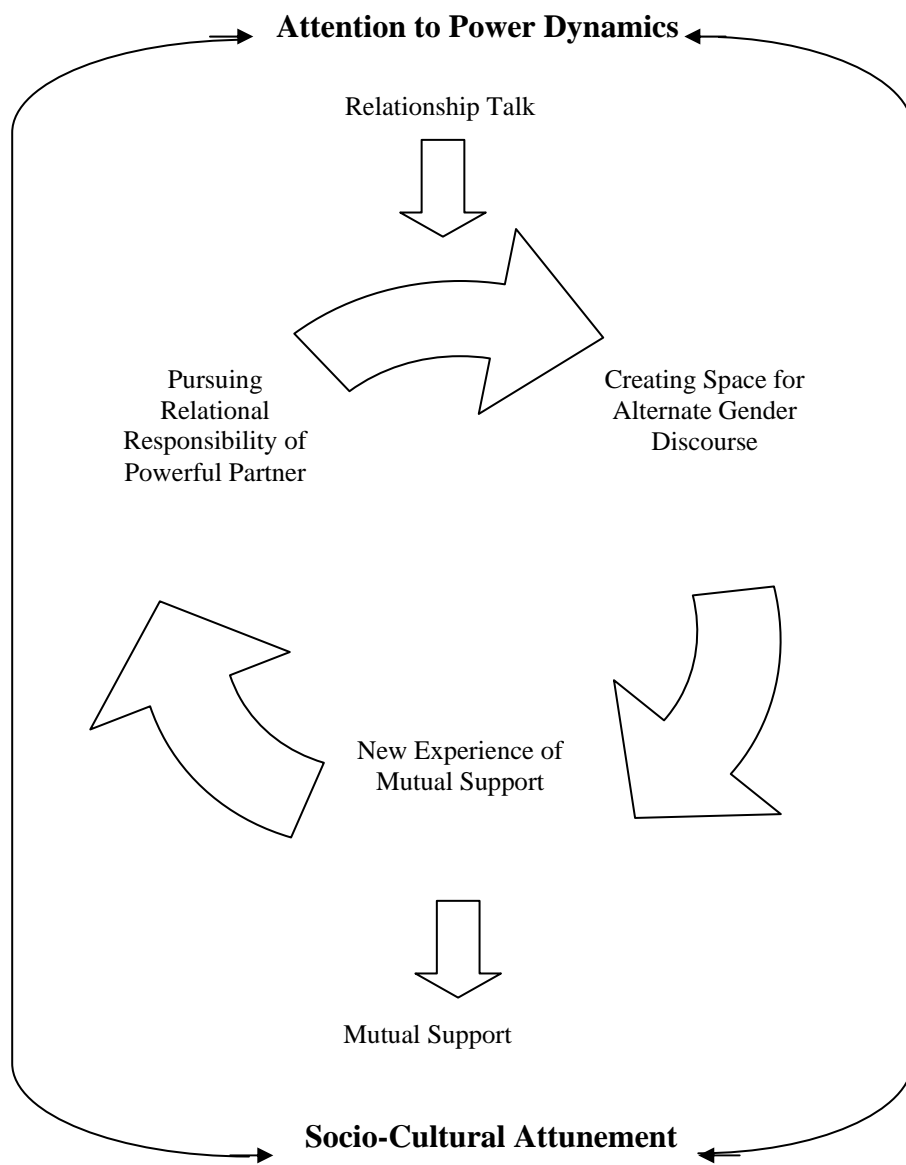 Attention to Power Dynamics
Relationship Talk
Pursuing
Relational
Responsibility of
Powerful Partner
Creating Space for
Alternate Gender
Discourse
New Experience of
Mutual Support
Mutual Support
Socio-Cultural Attunement